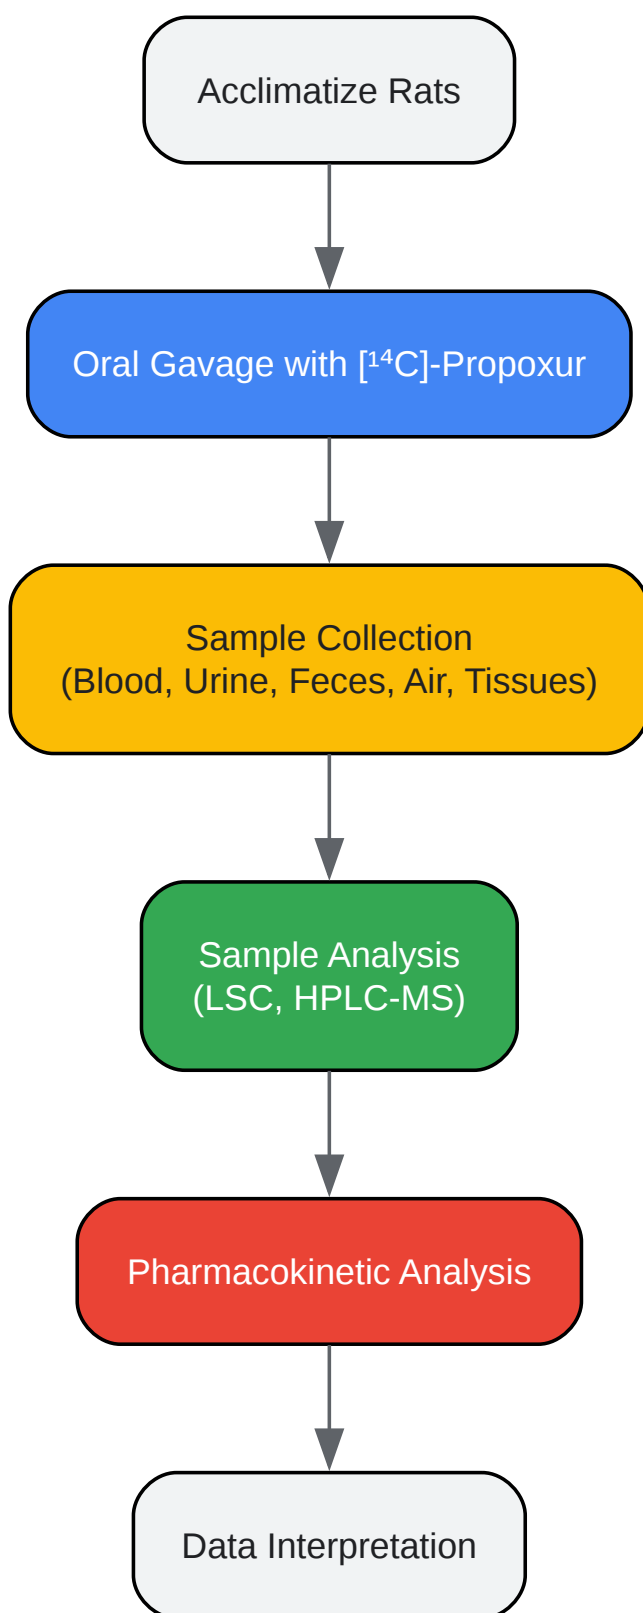 Acclimatize Rats
Oral Gavage with [¹⁴C]-Propoxur
Sample Collection
(Blood, Urine, Feces, Air, Tissues)
Sample Analysis
(LSC, HPLC-MS)
Pharmacokinetic Analysis
Data Interpretation